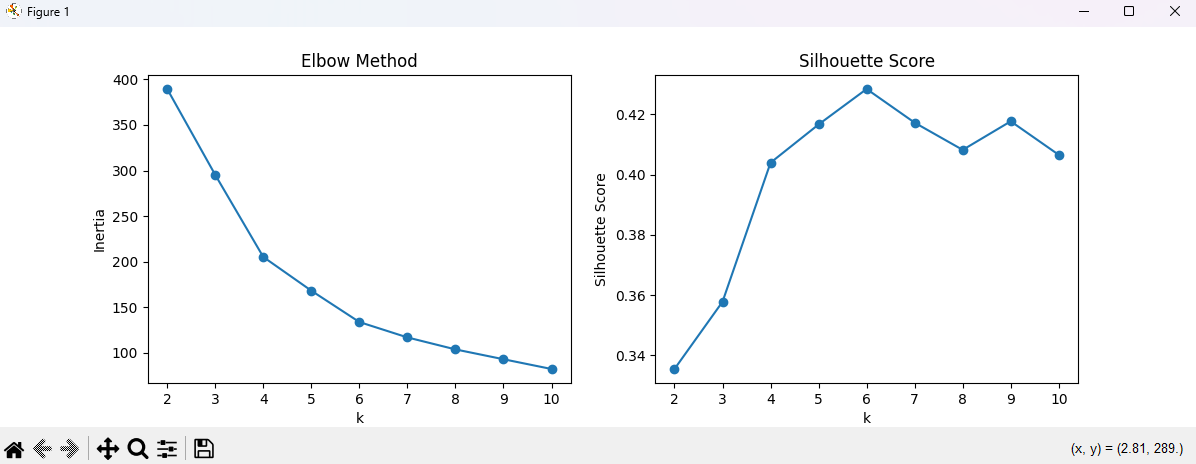 Figure 1
Elbow Method
400
350
300
250
200
150
100
Inertia
2 3 4 5 6 7 8 9 10
k
Silhouette Score
0.42
0.40
0.38
0.36
0.34
Silhouette Score
2 3 4 5 6 7 8 9 10
k
(x, y) = (2.81, 289.)